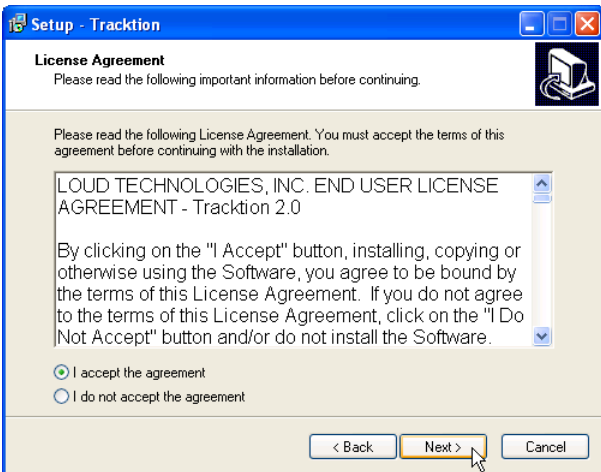 Setup - Tracktion
License Agreement
Please read the following important information before continuing.
Please read the following License Agreement. You must accept the terms of this
agreement before continuing with the installation.
LOUD TECHNOLOGIES, INC. END USER LICENSE
AGREEMENT - Tracktion 2.0
By clicking on the "I Accept" button, installing, copying or
otherwise using the Software, you agree to be bound by
the terms of this License Agreement. If you do not agree
to the terms of this License Agreement, click on the "I Do
Not Accept" button and/or do not install the Software.
I accept the agreement
I do not accept the agreement
< Back Next > Cancel